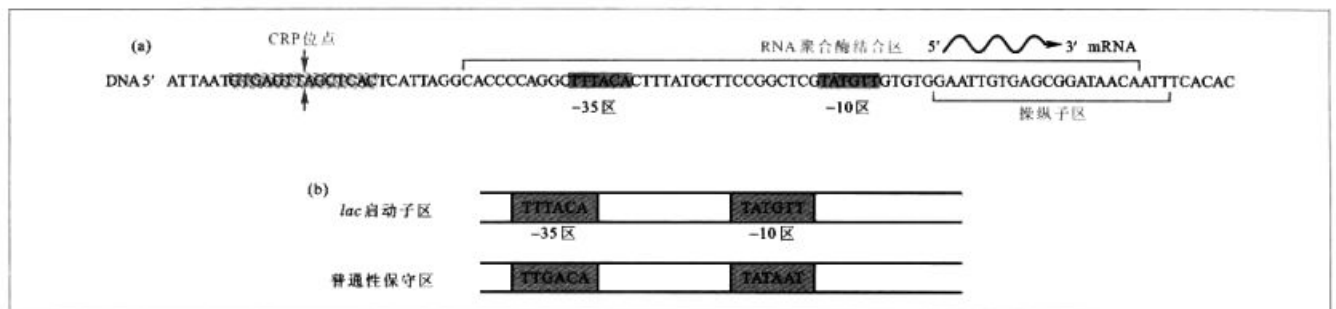 (a)
CRP位点
RNA聚合酶结合区 5' 3' mRNA
DNA 5' ATTAATGTGAGTTAGCTCACTCATTAGGCACCCCAGGCTTTACACTTTATGCTTCCGGCTCGTATGTTGTGTGGAATTGTGAGCGGATAACAATTTCACAC
-35区 -10区
操纵子区
(b)
lac启动子区 TTTACA TATGTT
-35区 -10区
普通性保守区 TTGACA TATAAT